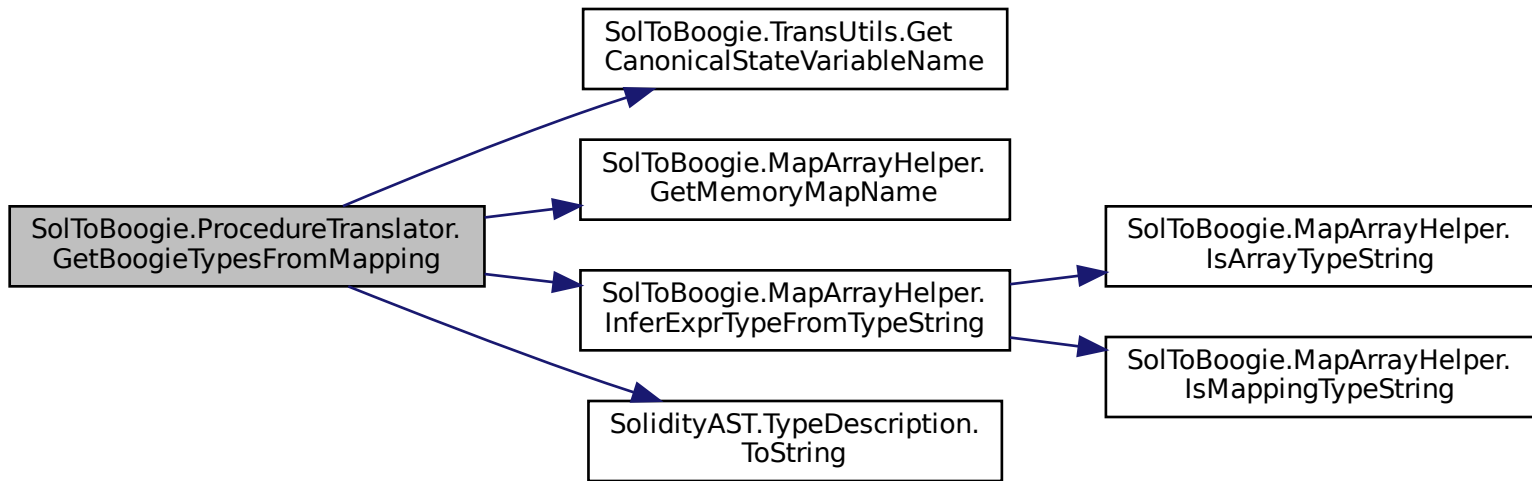 SolToBoogie.TransUtils.Get
CanonicalStateVariableName
SolToBoogie.MapArrayHelper.
GetMemoryMapName
SolToBoogie.ProcedureTranslator.
GetBoogieTypesFromMapping
SolToBoogie.MapArrayHelper.
InferExprTypeFromTypeString
SolToBoogie.MapArrayHelper.
IsArrayTypeString
SolToBoogie.MapArrayHelper.
IsMappingTypeString
SolidityAST.TypeDescription.
ToString